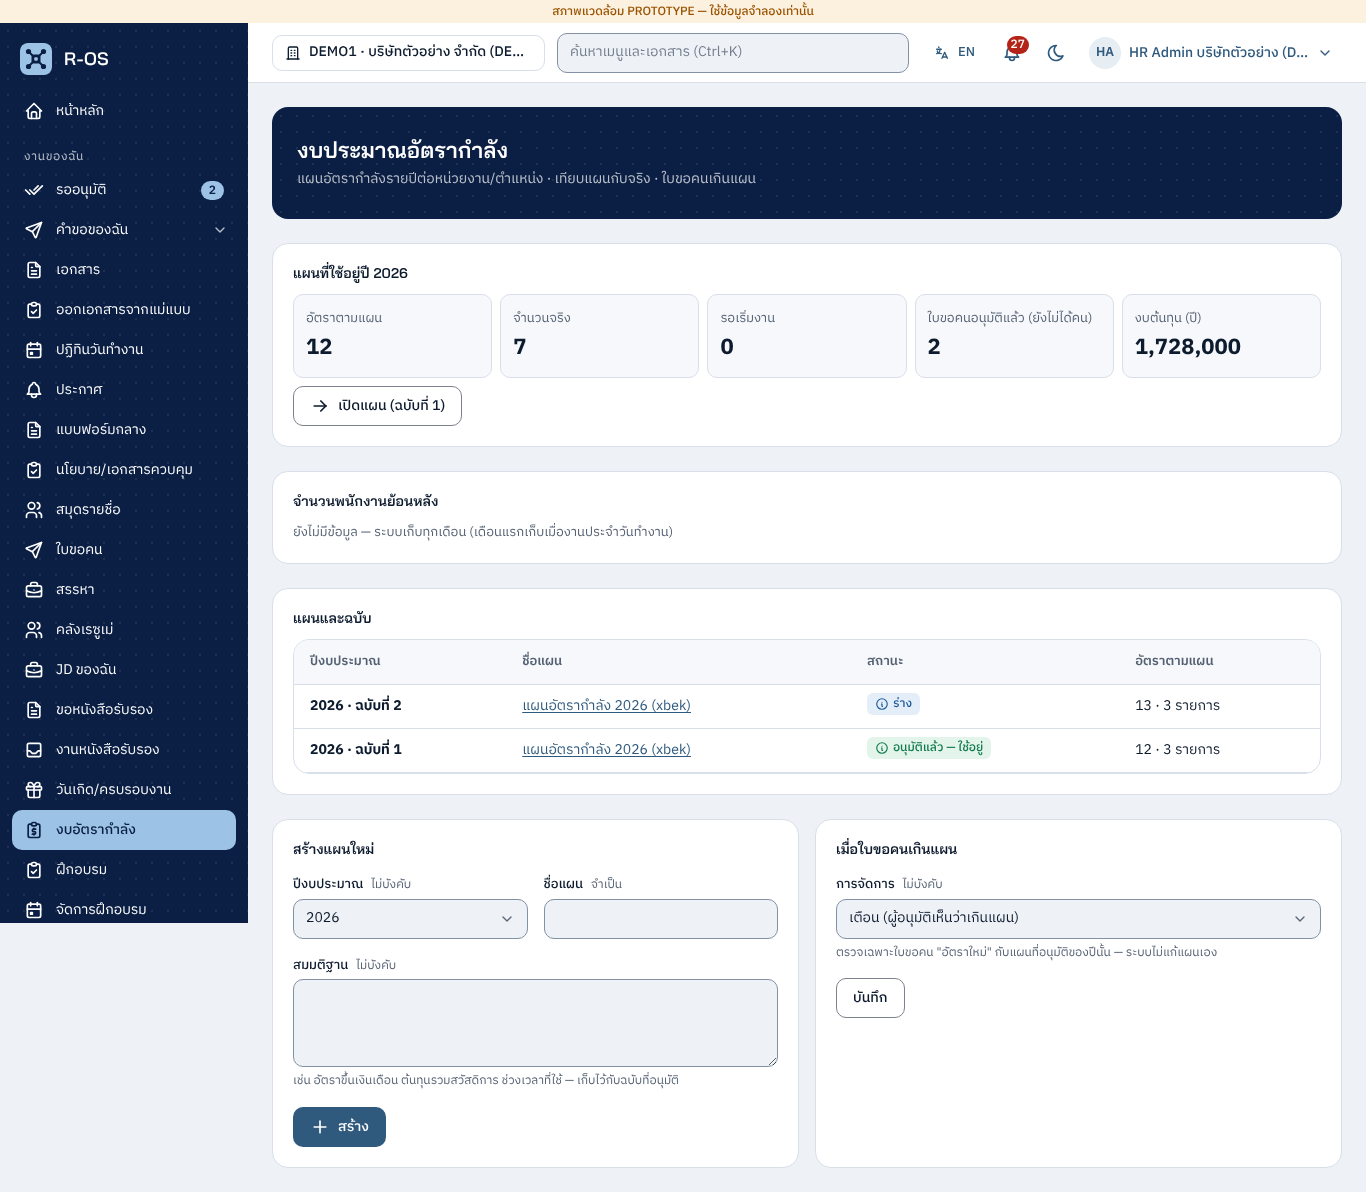 สภาพแวดล้อม PROTOTYPE — ใช้ข้อมูลจำลองเท่านั้น
R-OS
DEMO1 · บริษัทตัวอย่าง จำกัด (DE...
ค้นหาเมนูและเอกสาร (Ctrl+K)
EN
27
HA
HR Admin บริษัทตัวอย่าง (D...
หน้าหลัก
งานของฉัน
รออนุมัติ
2
คำขอของฉัน
เอกสาร
ออกเอกสารจากแม่แบบ
ปฏิทินวันทำงาน
ประกาศ
แบบฟอร์มกลาง
นโยบาย/เอกสารควบคุม
สมุดรายชื่อ
ใบขอคน
สรรหา
คลังเรซูเม่
JD ของฉัน
ขอหนังสือรับรอง
งานหนังสือรับรอง
วันเกิด/ครบรอบงาน
งบอัตรากำลัง
ฝึกอบรม
จัดการฝึกอบรม
งบประมาณอัตรากำลัง
แผนอัตรากำลังรายปีต่อหน่วยงาน/ตำแหน่ง · เทียบแผนกับจริง · ใบขอคนเกินแผน
แผนที่ใช้อยู่ปี 2026
อัตราตามแผน
12
จำนวนจริง
7
รอเริ่มงาน
0
ใบขอคนอนุมัติแล้ว (ยังไม่ได้คน)
2
งบต้นทุน (ปี)
1,728,000
เปิดแผน (ฉบับที่ 1)
จำนวนพนักงานย้อนหลัง
ยังไม่มีข้อมูล — ระบบเก็บทุกเดือน (เดือนแรกเก็บเมื่องานประจำวันทำงาน)
แผนและฉบับ
ปีงบประมาณ ชื่อแผน สถานะ อัตราตามแผน
2026 · ฉบับที่ 2 แผนอัตรากำลัง 2026 (xbek) ร่าง 13 · 3 รายการ
2026 · ฉบับที่ 1 แผนอัตรากำลัง 2026 (xbek) อนุมัติแล้ว — ใช้อยู่ 12 · 3 รายการ
สร้างแผนใหม่
ปีงบประมาณ ไม่บังคับ
2026
ชื่อแผน จำเป็น
สมมติฐาน ไม่บังคับ
เช่น อัตราขึ้นเงินเดือน ต้นทุนรวมสวัสดิการ ช่วงเวลาที่ใช้ — เก็บไว้กับฉบับที่อนุมัติ
สร้าง
เมื่อใบขอคนเกินแผน
การจัดการ ไม่บังคับ
เตือน (ผู้อนุมัติเห็นว่าเกินแผน)
ตรวจเฉพาะใบขอคน "อัตราใหม่" กับแผนที่อนุมัติของปีนั้น — ระบบไม่แก้แผนเอง
บันทึก